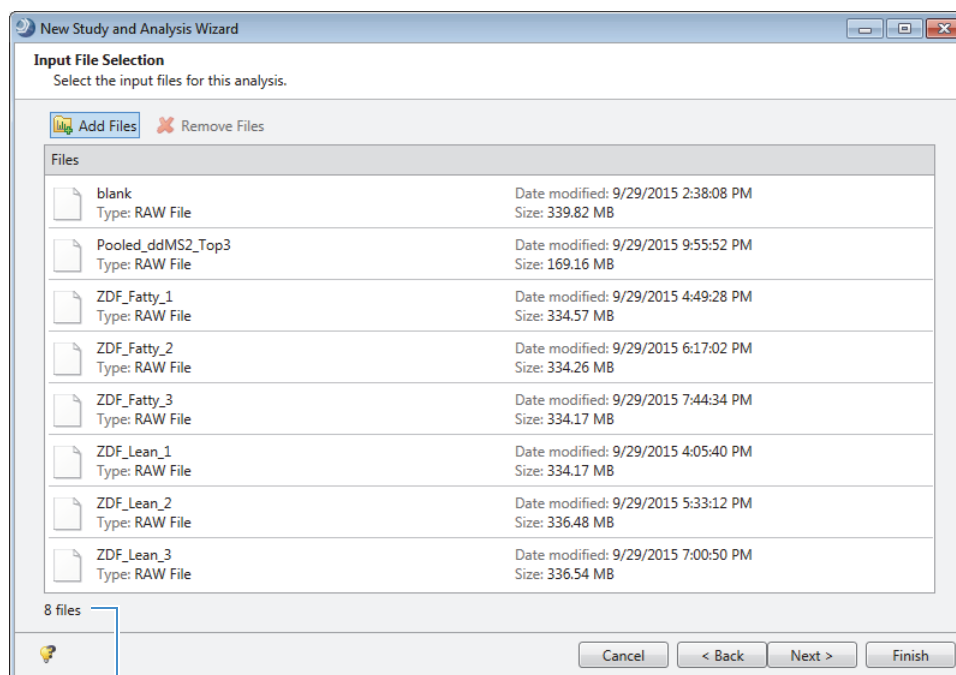 New Study and Analysis Wizard
Input File Selection
Select the input files for this analysis.
Add Files Remove Files
Files
blank Date modified: 9/29/2015 2:38:08 PM
Type: RAW File Size: 339.82 MB
Pooled_ddMS2_Top3 Date modified: 9/29/2015 9:55:52 PM
Type: RAW File Size: 169.16 MB
ZDF_Fatty_1 Date modified: 9/29/2015 4:49:28 PM
Type: RAW File Size: 334.57 MB
ZDF_Fatty_2 Date modified: 9/29/2015 6:17:02 PM
Type: RAW File Size: 334.26 MB
ZDF_Fatty_3 Date modified: 9/29/2015 7:44:34 PM
Type: RAW File Size: 334.17 MB
ZDF_Lean_1 Date modified: 9/29/2015 4:05:40 PM
Type: RAW File Size: 334.17 MB
ZDF_Lean_2 Date modified: 9/29/2015 5:33:12 PM
Type: RAW File Size: 336.48 MB
ZDF_Lean_3 Date modified: 9/29/2015 7:00:50 PM
Type: RAW File Size: 336.54 MB
8 files
Cancel < Back Next > Finish